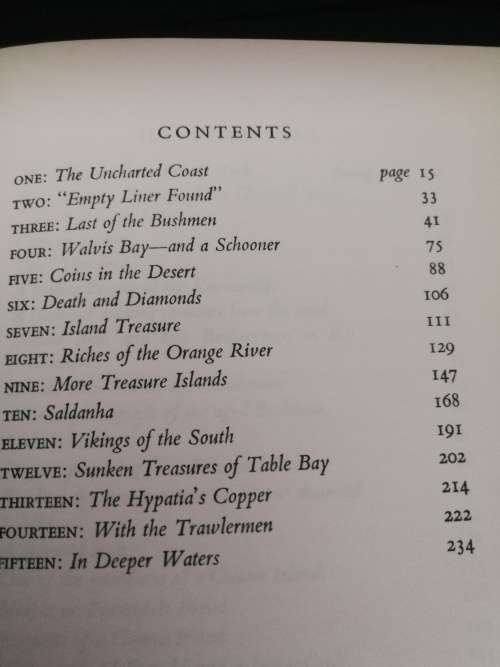 CONTENTS
ONE: The Uncharted Coast page 15
TWO: "Empty Liner Found" 33
THREE: Last of the Bushmen 41
FOUR: Walvis Bay—and a Schooner 75
FIVE: Coins in the Desert 88
SIX: Death and Diamonds 106
SEVEN: Island Treasure 111
EIGHT: Riches of the Orange River 129
NINE: More Treasure Islands 147
TEN: Saldanha 168
ELEVEN: Vikings of the South 191
TWELVE: Sunken Treasures of Table Bay 202
THIRTEEN: The Hypatia's Copper 214
FOURTEEN: With the Trawlermen 222
FIFTEEN: In Deeper Waters 234